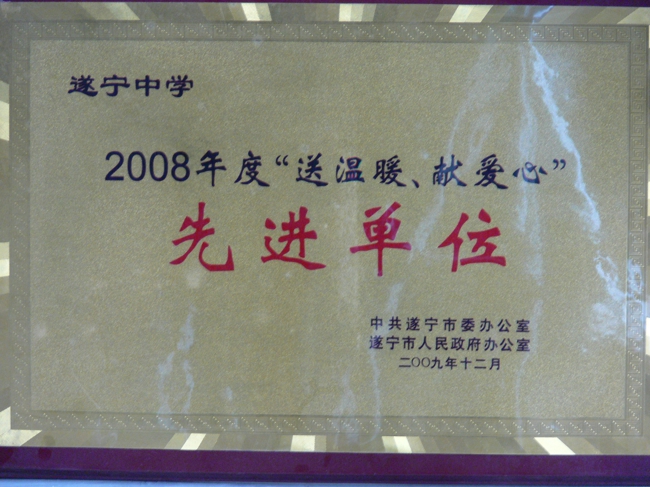 遂宁中学
2008年度“送温暖、献爱心”
先进单位
中共遂宁市委办公室
遂宁市人民政府办公室
二〇〇九年十二月